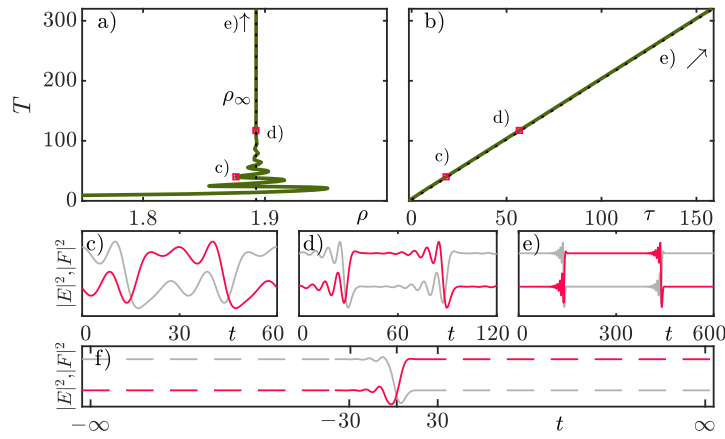 300
200
100
0
T
a)
e)↑
ρ∞
d)
c)
1.8
1.9
ρ
b)
e)
d)
c)
0
50
100
τ
150
|E|²,|F|²
c)
0
30
t
60
d)
0
60
t
120
e)
0
300
t
600
|E|²,|F|²
f)
−∞
−30
30
t
∞